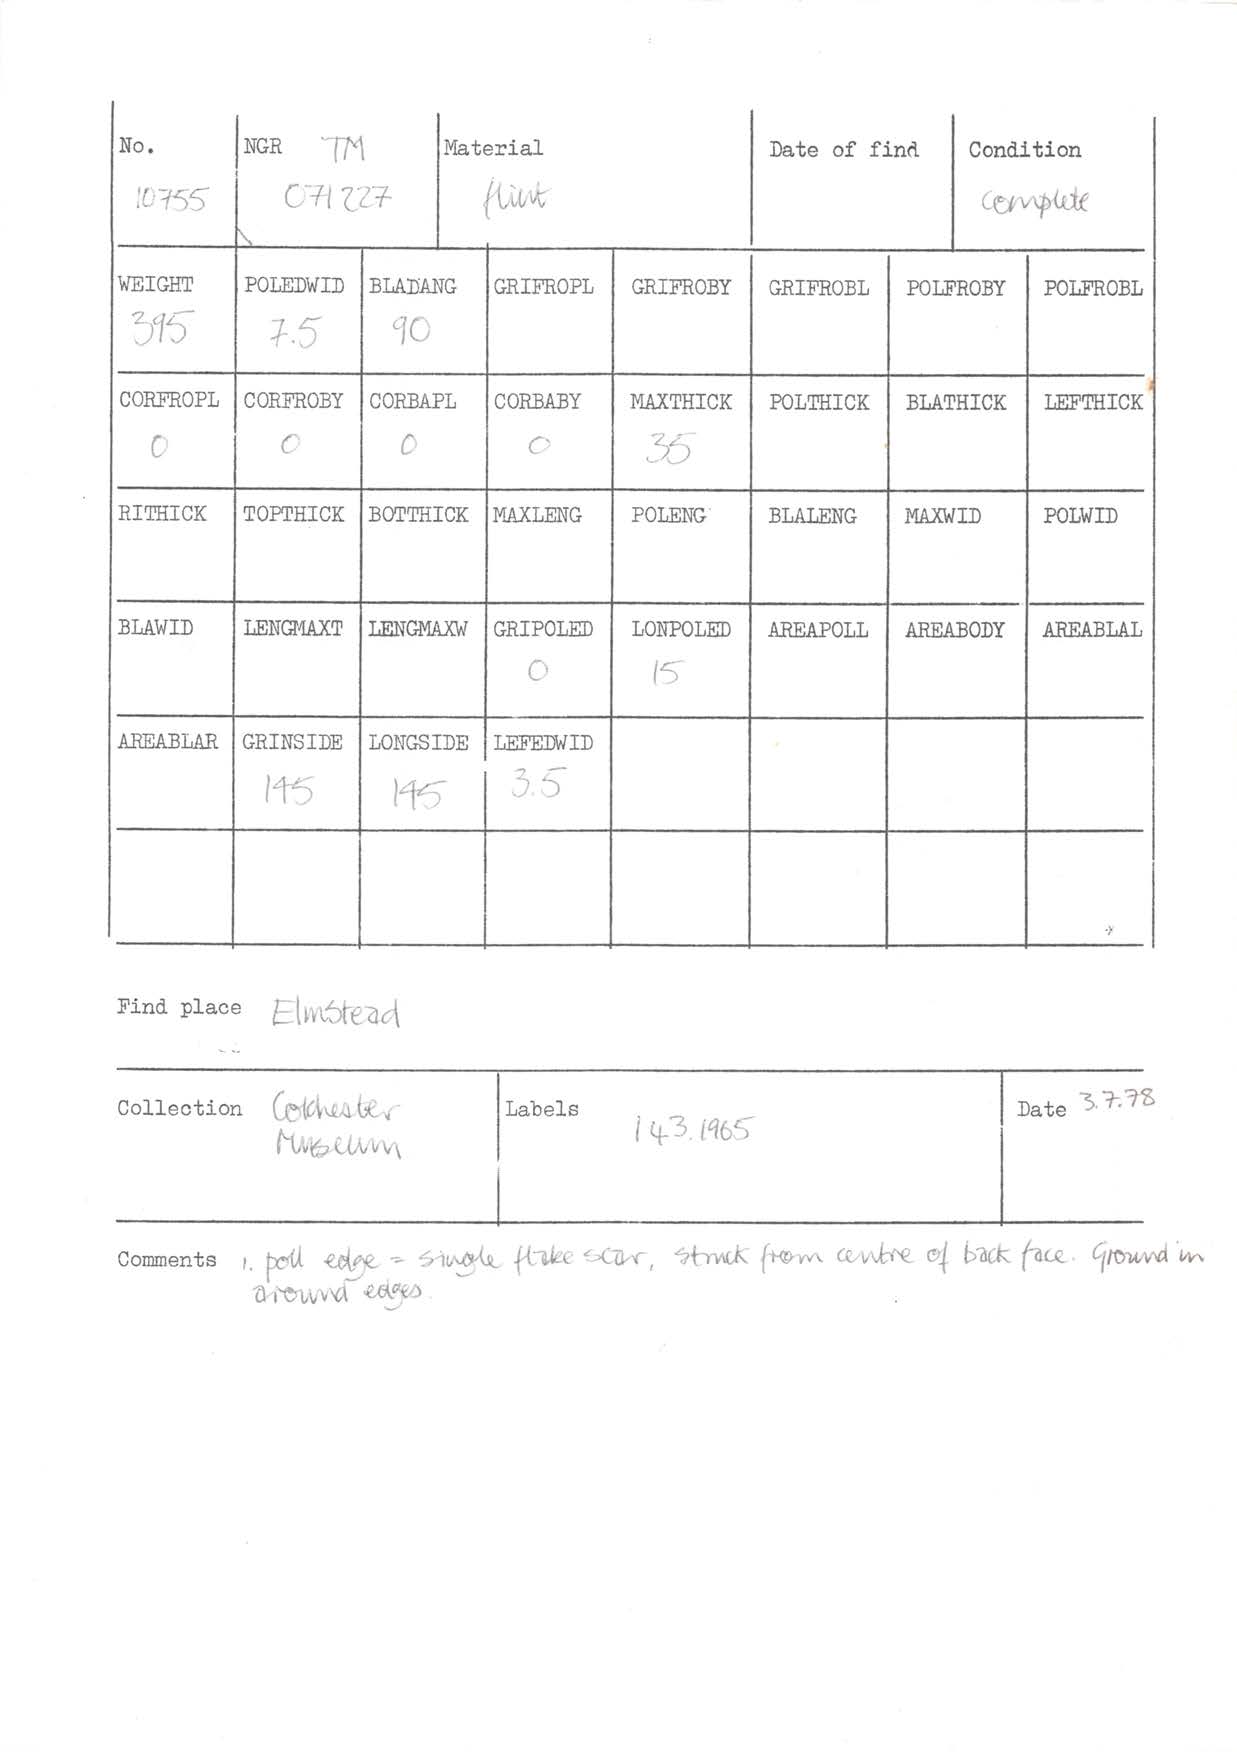 No. NGR TM Material Date of find Condition
10755 071227 flint complete
WEIGHT POLEDWID BLADANG GRIFROPL GRIFROBY GRIFROBL POLFROBY POLFROBL
395 7.5 90
CORFROPL CORFROBY CORBAPL CORBABY MAXTHICK POLTHICK BLATHICK LEFTHICK
0 0 0 0 35
RITHICK TOPTHICK BOTTHICK MAXLENG POLENG BLALENG MAXWID POLWID
BLAWID LENGMAXT LENGMAXW GRIPOLED LONPOLED AREAPOLL AREABODY AREABLAL
0 15
AREABLAR GRINSIDE LONGSIDE LEFEDWID
145 145 3.5
Find place Elmstead
Collection Colchester Labels Date 3.7.78
Museum 143.1965
Comments 1. poll edge = single flake scar, struck from centre of back face. Ground in
around edges.